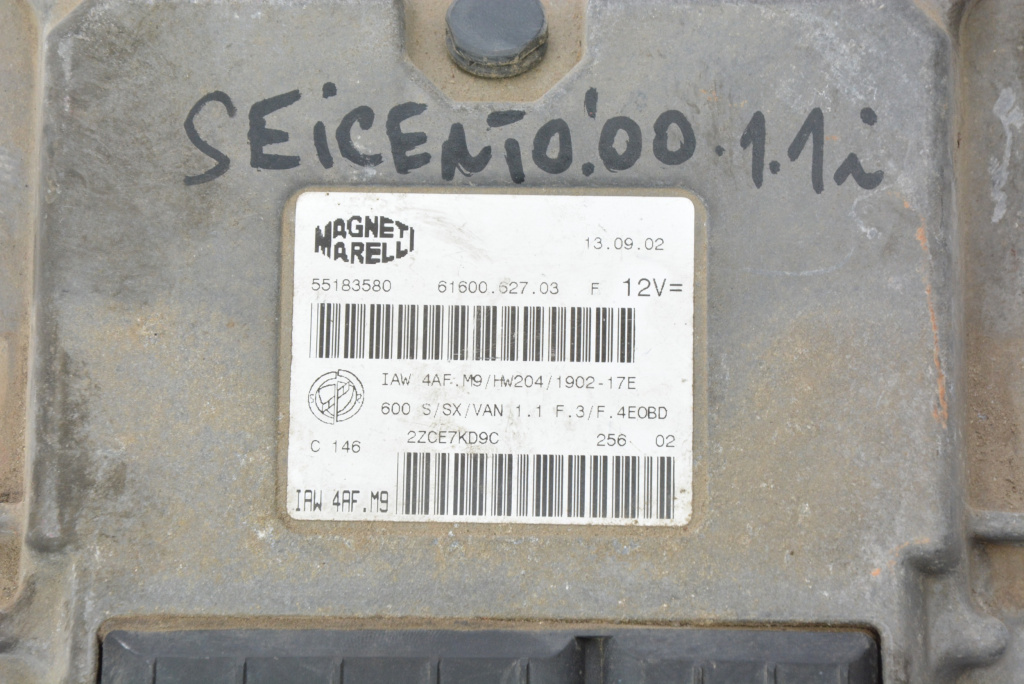 SEiCENTO.'00 1.1i
MAGNETI MARELLI
13.09.02
55183580 61600.627.03 F 12V=
IAW 4AF.M9/HW204/1902-17E
600 S/SX/VAN 1.1 F.3/F.4EOBD
C 146 2ZCE7KD9C 256 02
IAW 4AF.M9